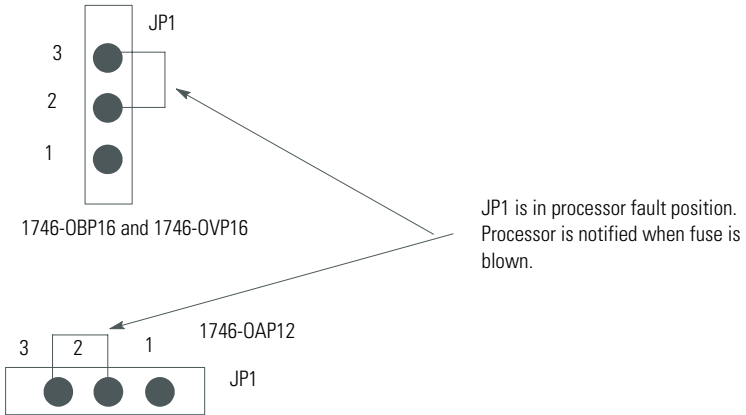 JP1
3
2
1
1746-OBP16 and 1746-OVP16
JP1 is in processor fault position.
Processor is notified when fuse is
blown.
1746-OAP12
3 2 1
JP1